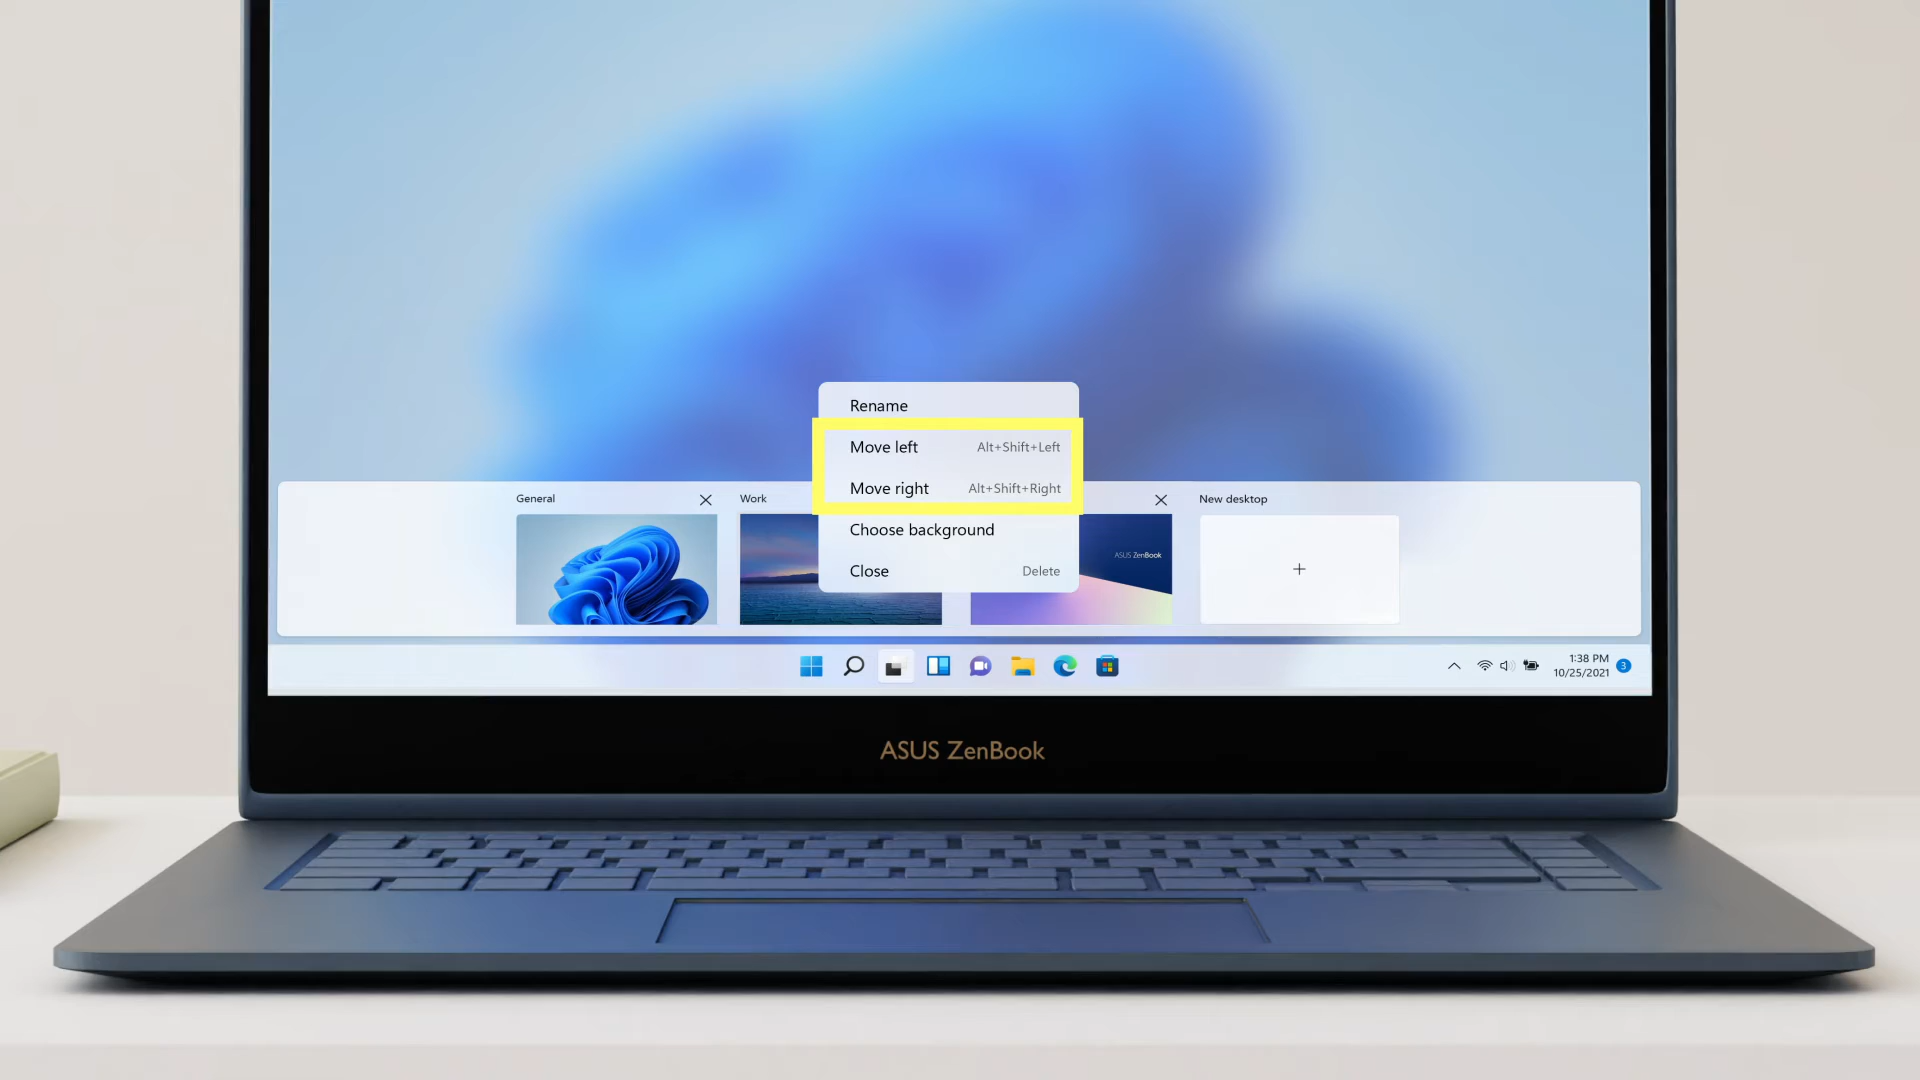 Rename
Move left Alt+Shift+Left
Move right Alt+Shift+Right
General
Work
New desktop
Choose background
Close Delete
ASUS ZenBook
1:38 PM
10/25/2021
3
ASUS ZenBook